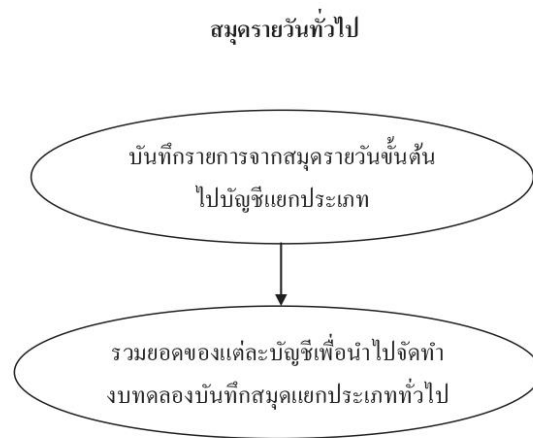 สมุดรายวันทั่วไป
บันทึกรายการจากสมุดรายวันขั้นต้น
ไปบัญชีแยกประเภท
รวมยอดของแต่ละบัญชีเพื่อนำไปจัดทำ
งบทดลองบันทึกสมุดแยกประเภททั่วไป